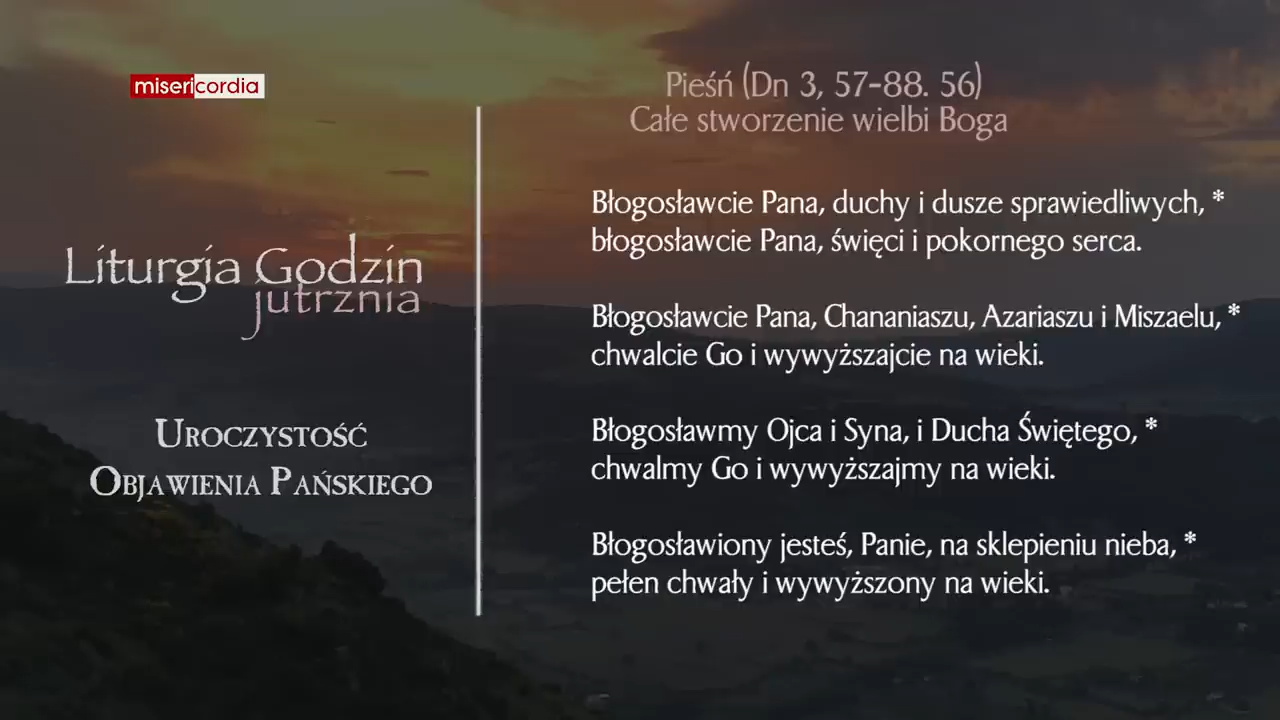 misericordia
Liturgia Godzin
jutrznia
Uroczystość
Objawienia Pańskiego
Pieśń (Dn 3, 57-88. 56)
Całe stworzenie wielbi Boga
Błogosławcie Pana, duchy i dusze sprawiedliwych, *
błogosławcie Pana, święci i pokornego serca.
Błogosławcie Pana, Chananiaszu, Azariaszu i Miszaelu, *
chwalcie Go i wywyższajcie na wieki.
Błogosławmy Ojca i Syna, i Ducha Świętego, *
chwalmy Go i wywyższajmy na wieki.
Błogosławiony jesteś, Panie, na sklepieniu nieba, *
pełen chwały i wywyższony na wieki.